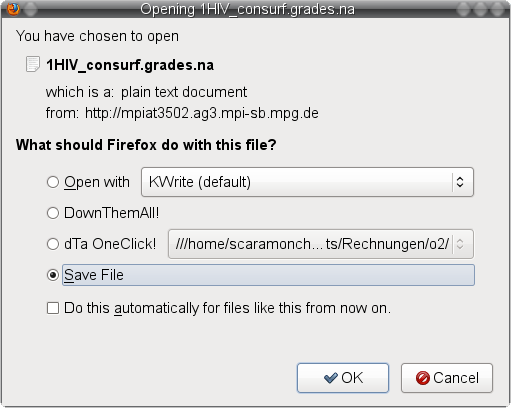 Opening 1HIV_consurf.grades.na
You have chosen to open
1HIV_consurf.grades.na
which is a: plain text document
from: http://mpiat3502.ag3.mpi-sb.mpg.de
What should Firefox do with this file?
Open with KWrite (default)
DownThemAll!
dTa OneClick! ///home/scaramonch...ts/Rechnungen/o2/
Save File
Do this automatically for files like this from now on.
OK Cancel